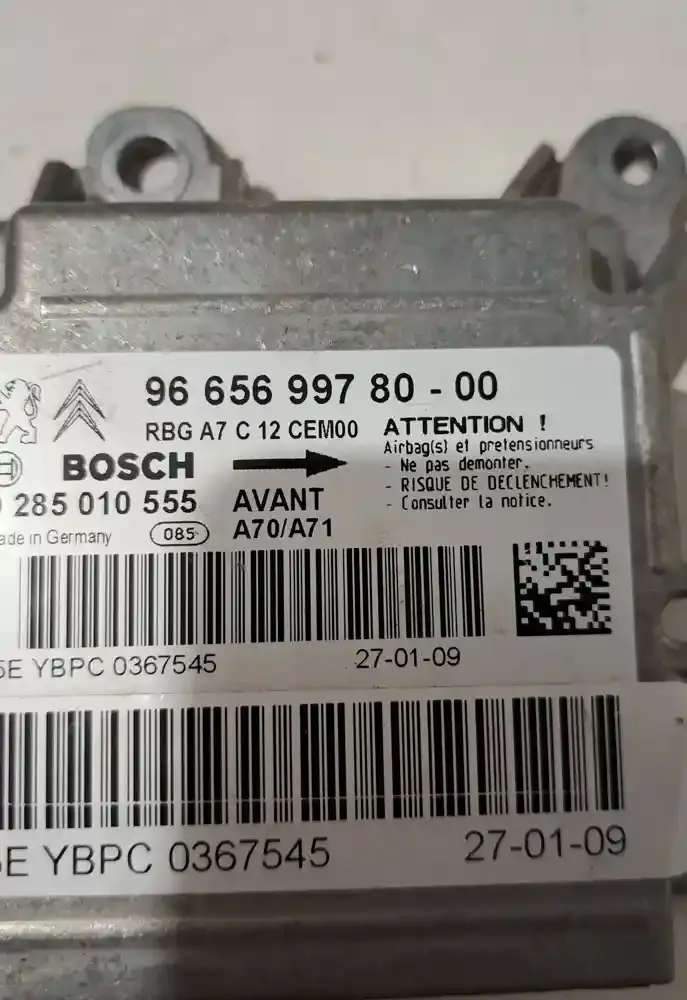 96 656 997 80 - 00
RBG A7 C 12 CEM00
ATTENTION !
Airbag(s) et pretensionneurs
- Ne pas demonter.
- RISQUE DE DECLENCHEMENT!
- Consulter la notice.
BOSCH
285 010 555
AVANT
A70/A71
ade in Germany
085
5E YBPC 0367545
27-01-09
5E YBPC 0367545
27-01-09